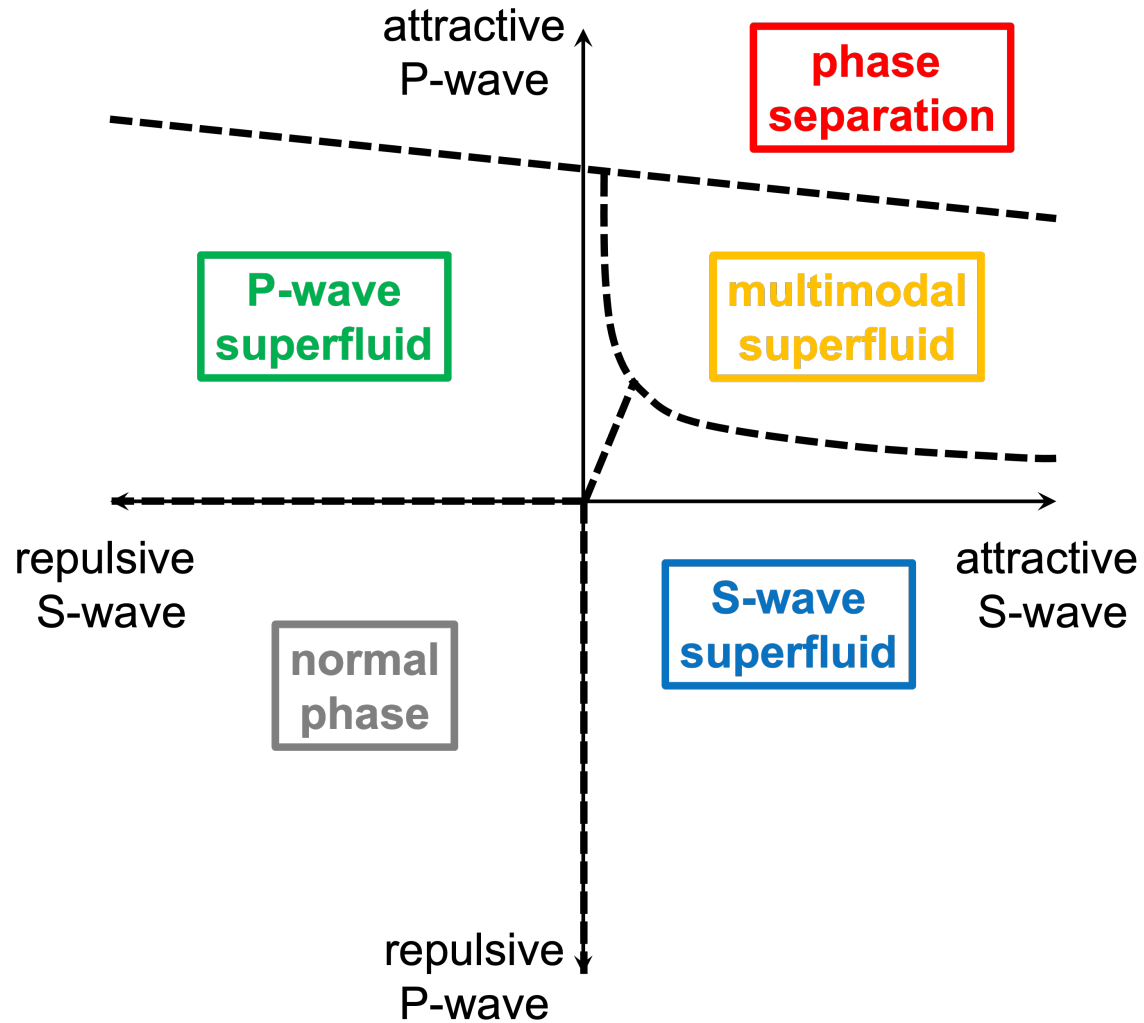 attractive
P-wave
phase
separation
P-wave
superfluid
multimodal
superfluid
repulsive
S-wave
attractive
S-wave
S-wave
superfluid
normal
phase
repulsive
P-wave